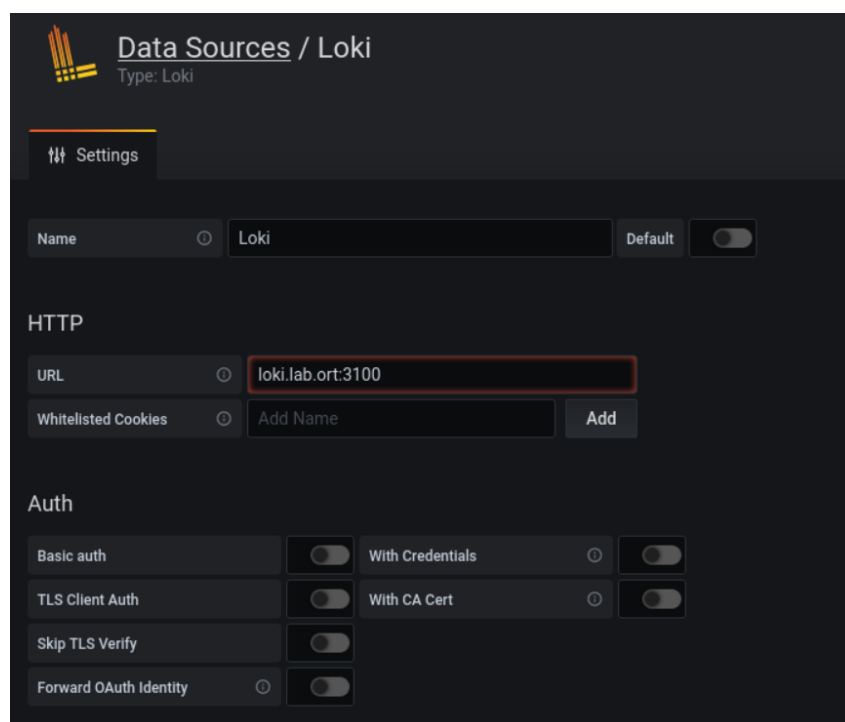 Data Sources / Loki
Type: Loki
Settings
Name Loki Default
HTTP
URL loki.lab.ort:3100
Whitelisted Cookies Add Name Add
Auth
Basic auth With Credentials
TLS Client Auth With CA Cert
Skip TLS Verify
Forward OAuth Identity